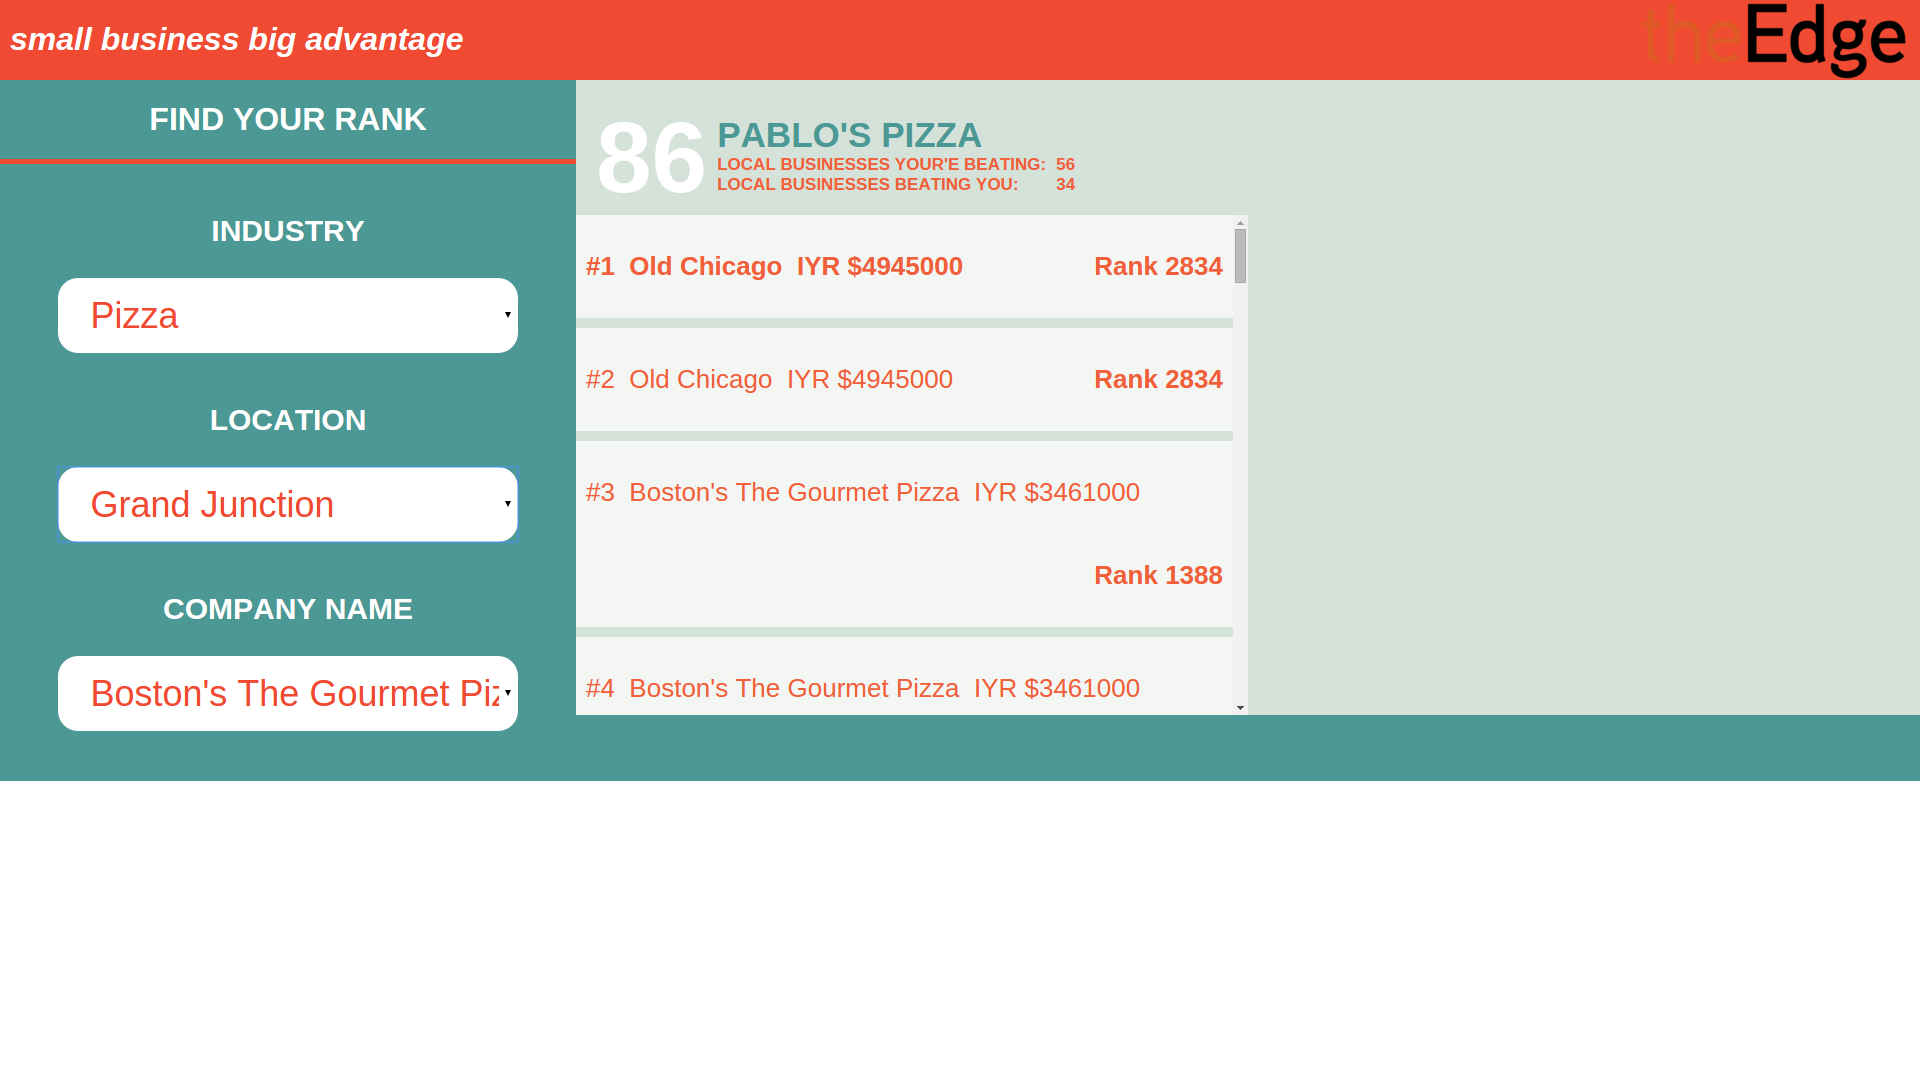 small business big advantage
theEdge
FIND YOUR RANK
INDUSTRY
Pizza
LOCATION
Grand Junction
COMPANY NAME
Boston's The Gourmet Piz
86
PABLO'S PIZZA
LOCAL BUSINESSES YOUR'E BEATING: 56
LOCAL BUSINESSES BEATING YOU: 34
#1 Old Chicago IYR $4945000 Rank 2834
#2 Old Chicago IYR $4945000 Rank 2834
#3 Boston's The Gourmet Pizza IYR $3461000
Rank 1388
#4 Boston's The Gourmet Pizza IYR $3461000